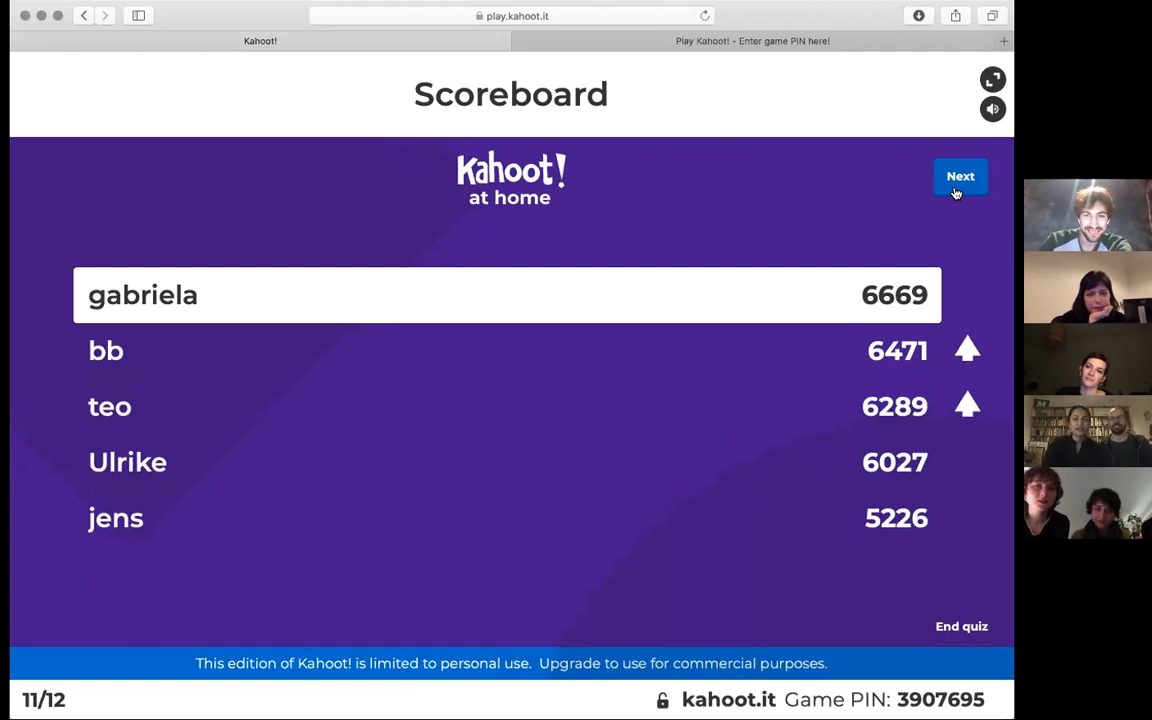 play.kahoot.it
Kahoot!
Play Kahoot! - Enter game PIN here!
Scoreboard
Kahoot!
at home
Next
gabriela 6669
bb 6471
teo 6289
Ulrike 6027
jens 5226
End quiz
This edition of Kahoot! is limited to personal use. Upgrade to use for commercial purposes.
11/12 kahoot.it Game PIN: 3907695